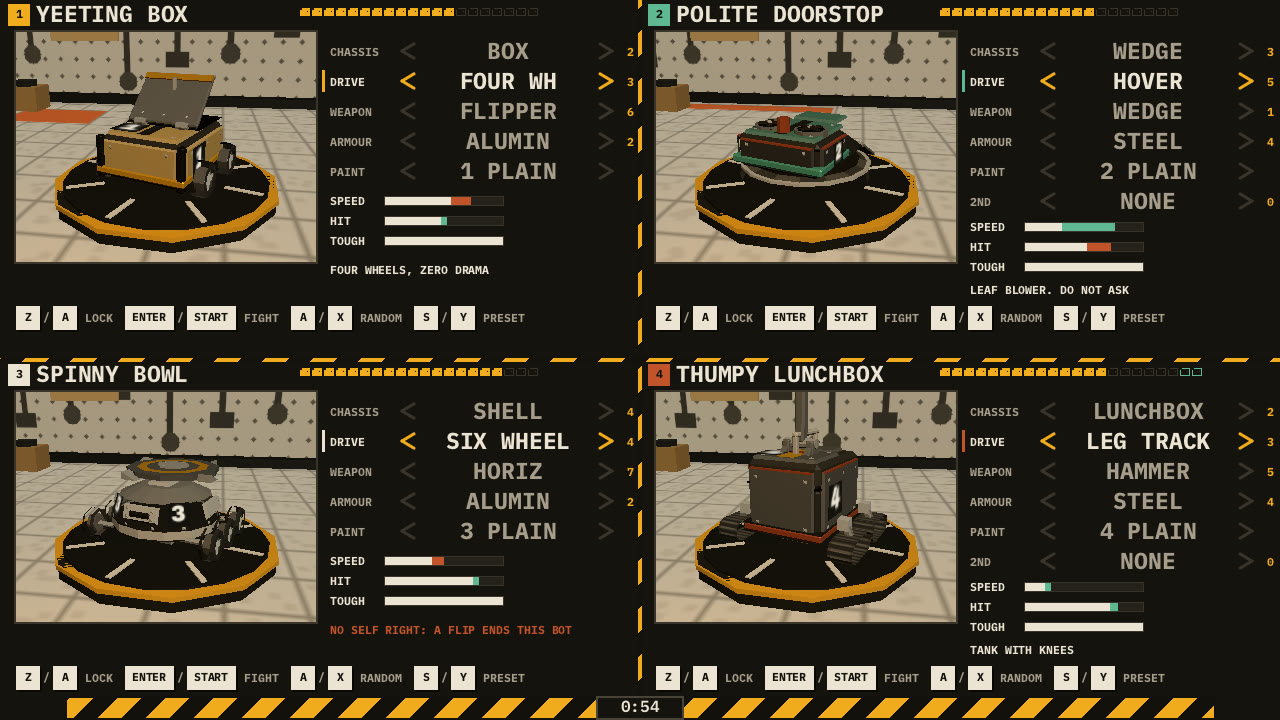 1 YEETING BOX
CHASSIS < BOX > 2
DRIVE < FOUR WH > 3
WEAPON < FLIPPER > 6
ARMOUR < ALUMIN > 2
PAINT < 1 PLAIN >
SPEED
HIT
TOUGH
FOUR WHEELS, ZERO DRAMA
Z / A LOCK ENTER / START FIGHT A / X RANDOM S / Y PRESET
2 POLITE DOORSTOP
CHASSIS < WEDGE > 3
DRIVE < HOVER > 5
WEAPON < WEDGE > 1
ARMOUR < STEEL > 4
PAINT < 2 PLAIN >
2ND < NONE > 0
SPEED
HIT
TOUGH
LEAF BLOWER. DO NOT ASK
Z / A LOCK ENTER / START FIGHT A / X RANDOM S / Y PRESET
3 SPINNY BOWL
3
CHASSIS < SHELL > 4
DRIVE < SIX WHEEL > 4
WEAPON < HORIZ > 7
ARMOUR < ALUMIN > 2
PAINT < 3 PLAIN >
SPEED
HIT
TOUGH
NO SELF RIGHT: A FLIP ENDS THIS BOT
Z / A LOCK ENTER / START FIGHT A / X RANDOM S / Y PRESET
4 THUMPY LUNCHBOX
4
CHASSIS < LUNCHBOX > 2
DRIVE < LEG TRACK > 3
WEAPON < HAMMER > 5
ARMOUR < STEEL > 4
PAINT < 4 PLAIN >
2ND < NONE > 0
SPEED
HIT
TOUGH
TANK WITH KNEES
Z / A LOCK ENTER / START FIGHT A / X RANDOM S / Y PRESET
0:54